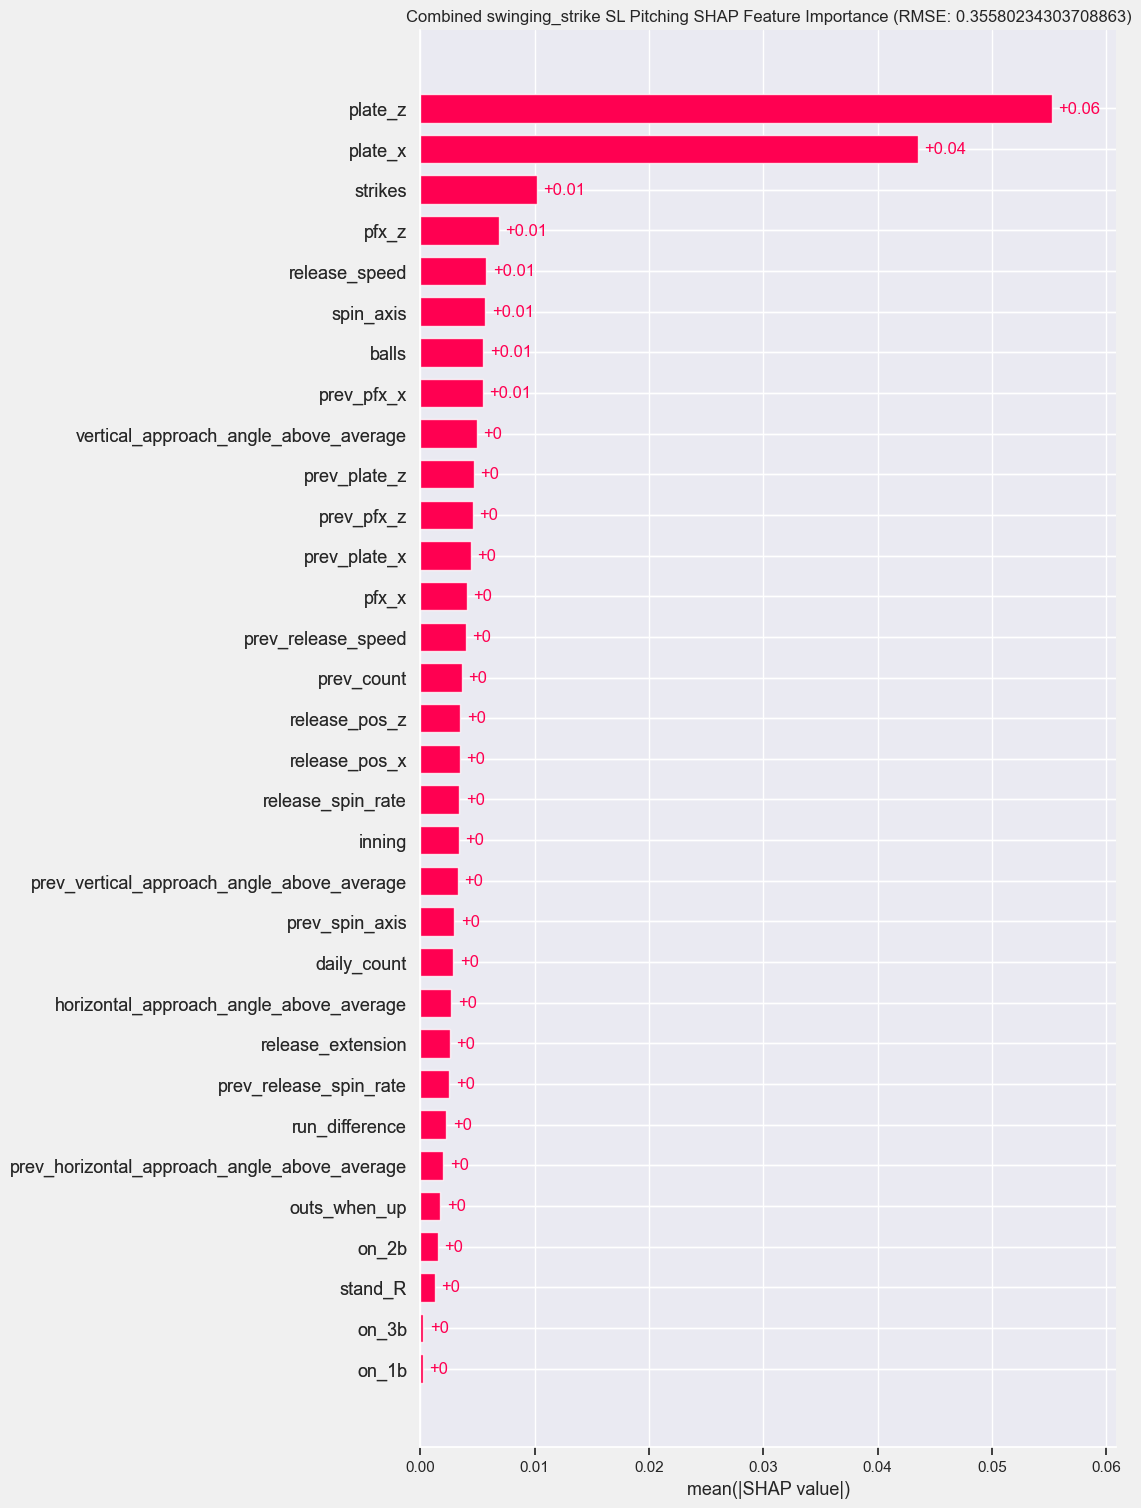 Combined swinging_strike SL Pitching SHAP Feature Importance (RMSE: 0.35580234303708863)
plate_z +0.06
plate_x +0.04
strikes +0.01
pfx_z +0.01
release_speed +0.01
spin_axis +0.01
balls +0.01
prev_pfx_x +0.01
vertical_approach_angle_above_average +0
prev_plate_z +0
prev_pfx_z +0
prev_plate_x +0
pfx_x +0
prev_release_speed +0
prev_count +0
release_pos_z +0
release_pos_x +0
release_spin_rate +0
inning +0
prev_vertical_approach_angle_above_average +0
prev_spin_axis +0
daily_count +0
horizontal_approach_angle_above_average +0
release_extension +0
prev_release_spin_rate +0
run_difference +0
prev_horizontal_approach_angle_above_average +0
outs_when_up +0
on_2b +0
stand_R +0
on_3b +0
on_1b +0
0.00 0.01 0.02 0.03 0.04 0.05 0.06
mean(|SHAP value|)